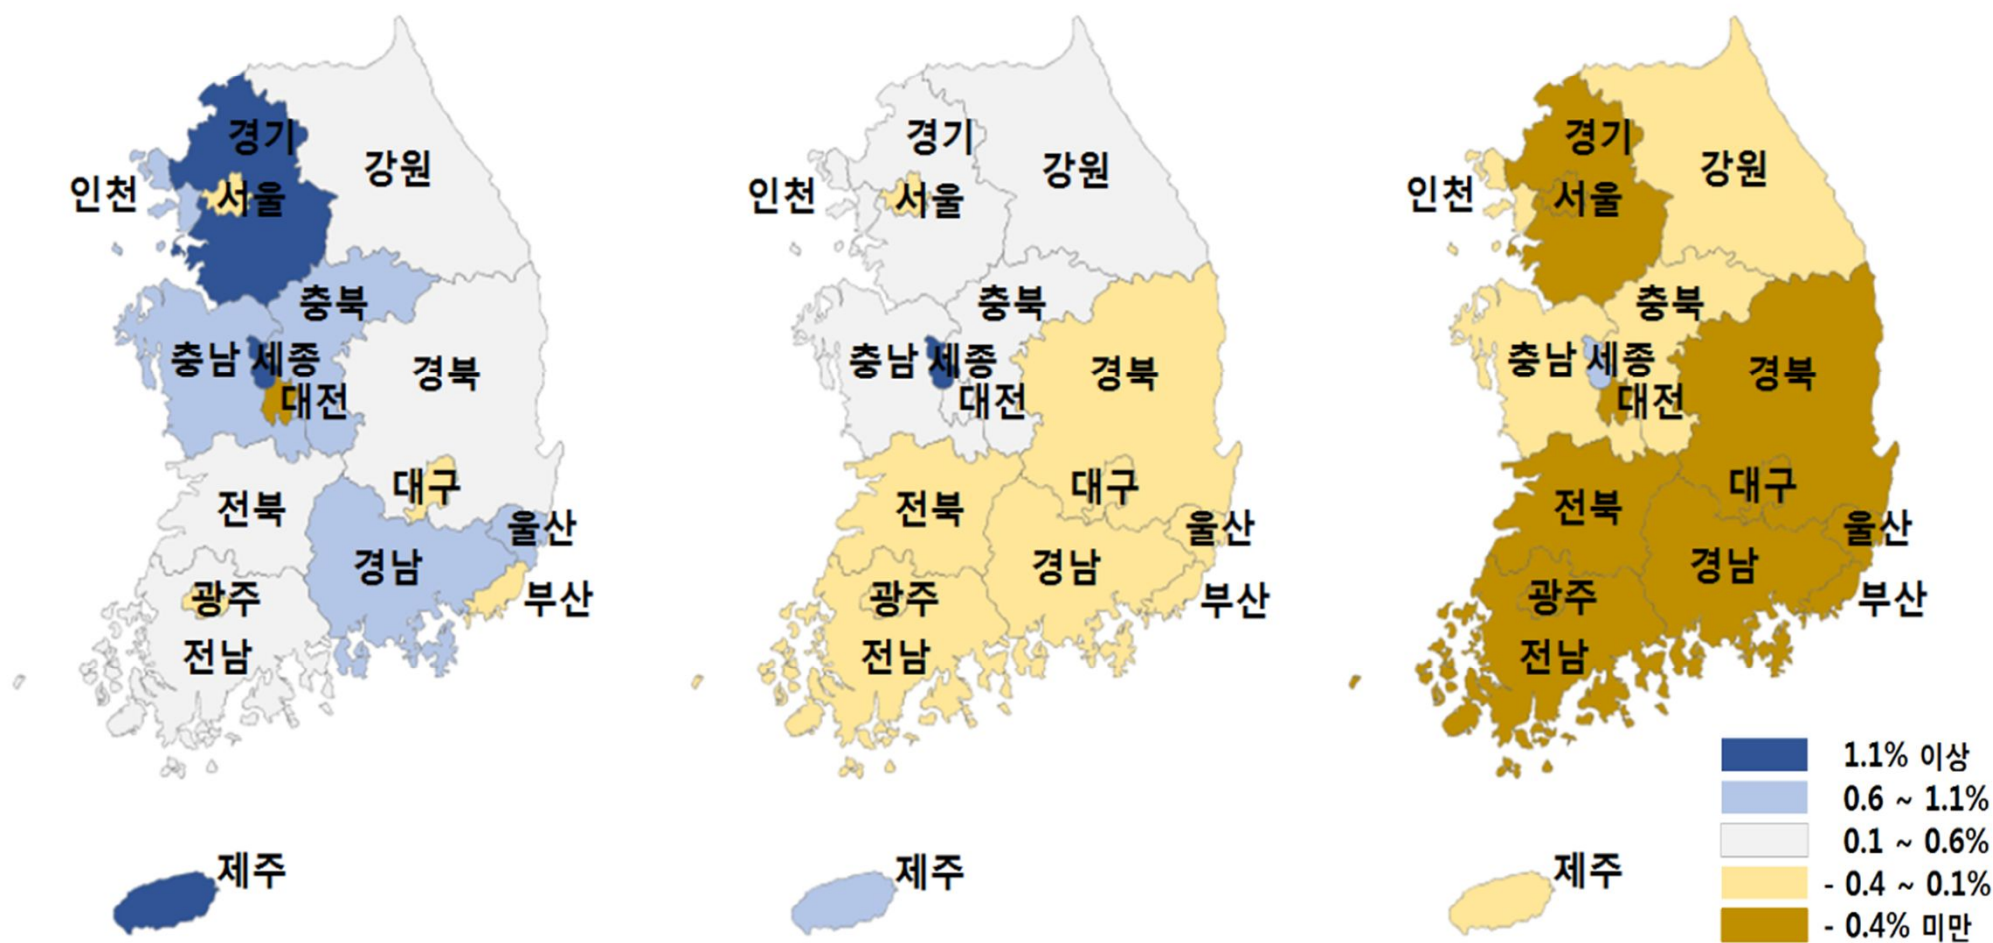 경기
강원
서울
인천
충북
충남
세종
대전
경북
대구
전북
울산
경남
광주
부산
전남
제주
경기
강원
서울
인천
충북
충남
세종
대전
경북
대구
전북
울산
경남
광주
부산
전남
제주
경기
강원
서울
인천
충북
충남
세종
대전
경북
대구
전북
울산
경남
광주
부산
전남
제주
1.1% 이상
0.6 ~ 1.1%
0.1 ~ 0.6%
- 0.4 ~ 0.1%
- 0.4% 미만